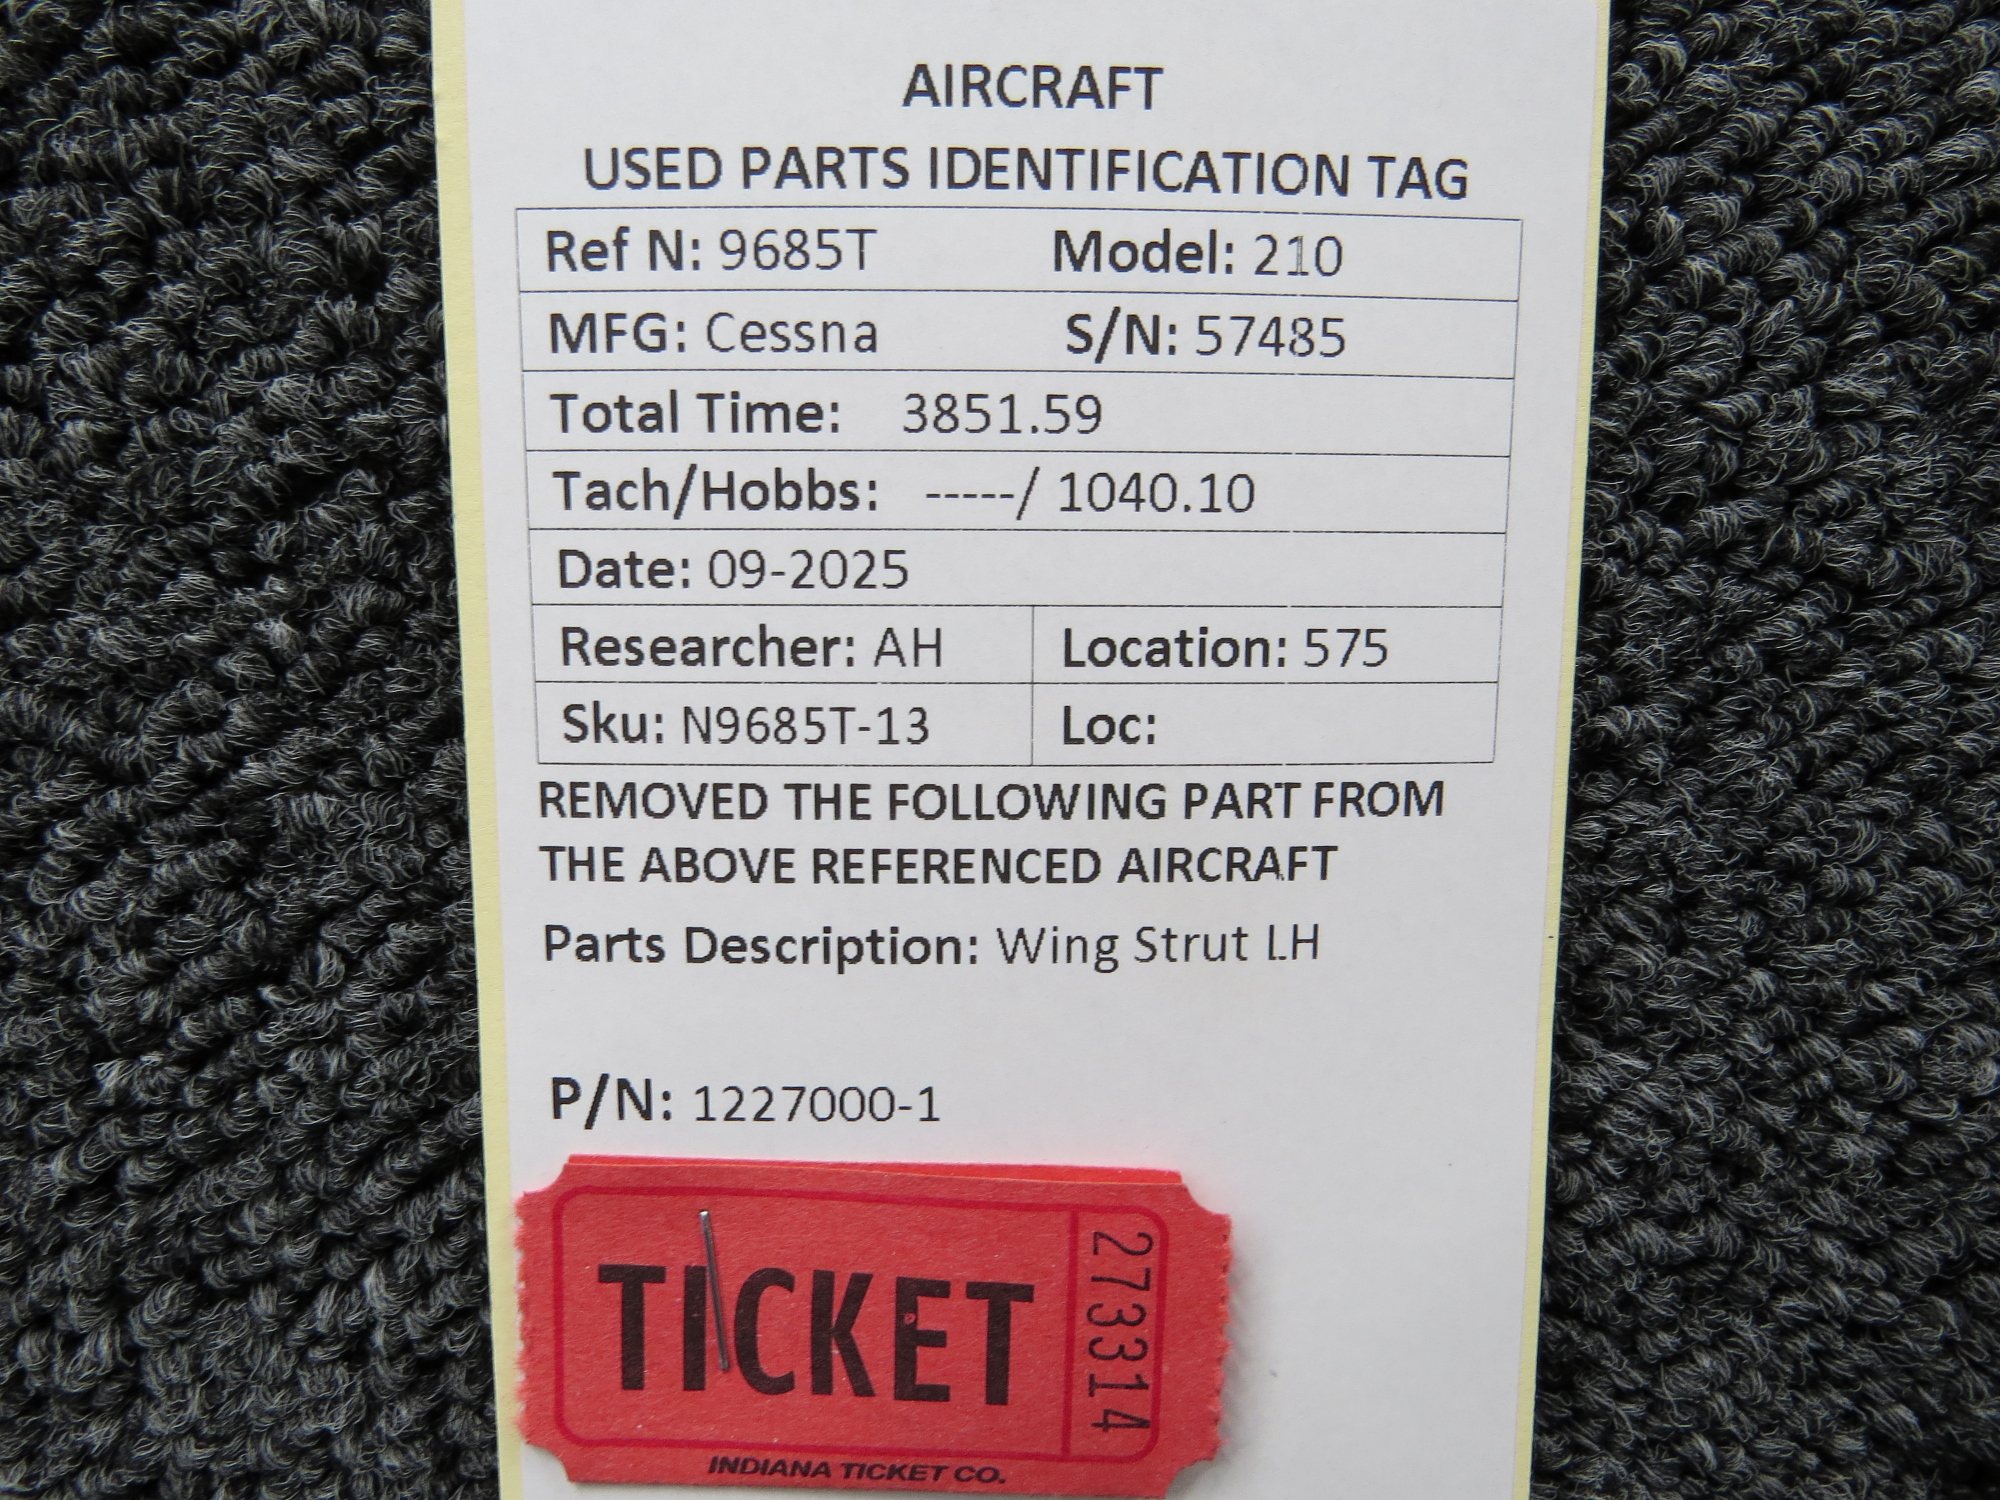 AIRCRAFT
USED PARTS IDENTIFICATION TAG
Ref N: 9685T Model: 210
MFG: Cessna S/N: 57485
Total Time: 3851.59
Tach/Hobbs: -----/ 1040.10
Date: 09-2025
Researcher: AH Location: 575
Sku: N9685T-13 Loc:
REMOVED THE FOLLOWING PART FROM
THE ABOVE REFERENCED AIRCRAFT
Parts Description: Wing Strut LH
P/N: 1227000-1
TICKET 273314
INDIANA TICKET CO.